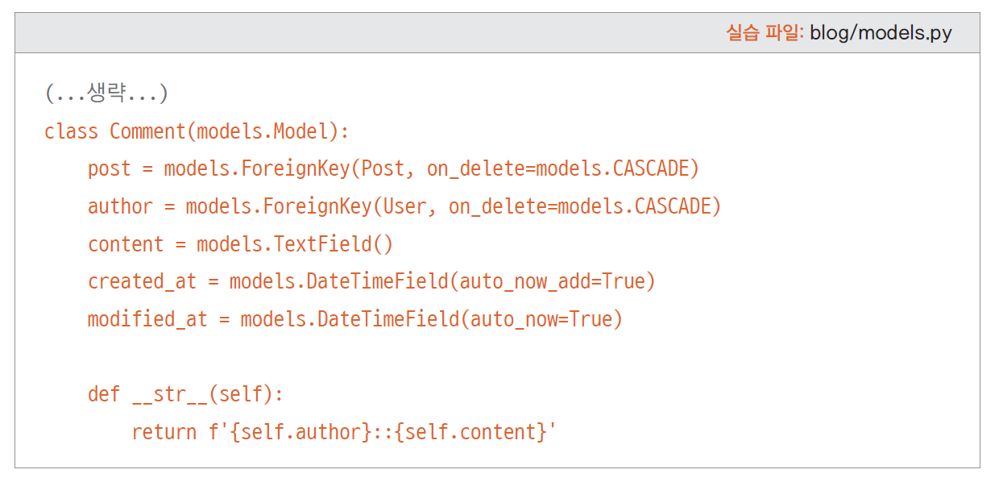 실습 파일: blog/models.py
(...생략...)
class Comment(models.Model):
    post = models.ForeignKey(Post, on_delete=models.CASCADE)
    author = models.ForeignKey(User, on_delete=models.CASCADE)
    content = models.TextField()
    created_at = models.DateTimeField(auto_now_add=True)
    modified_at = models.DateTimeField(auto_now=True)
    def __str__(self):
        return f'{self.author}::{self.content}'